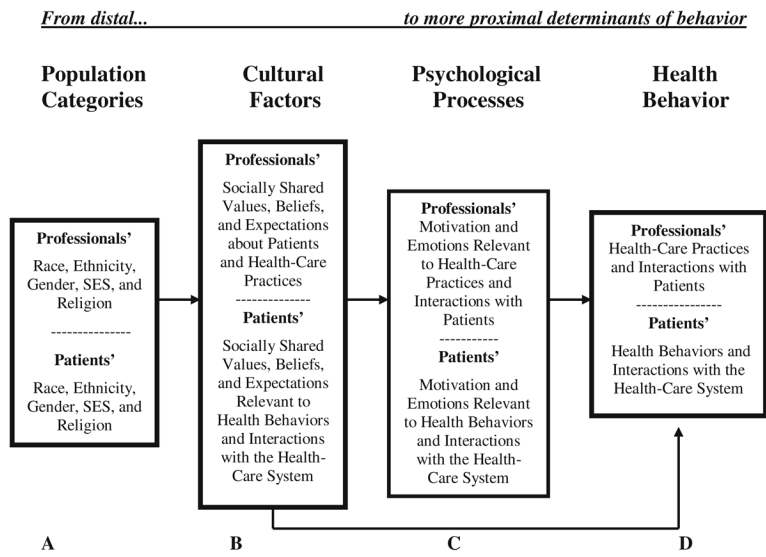 From distal... to more proximal determinants of behavior
Population
Categories
Cultural
Factors
Psychological
Processes
Health
Behavior
Professionals’
Race, Ethnicity,
Gender, SES, and
Religion
---------------
Patients’
Race, Ethnicity,
Gender, SES, and
Religion
Professionals’
Socially Shared
Values, Beliefs,
and Expectations
about Patients
and Health-Care
Practices
--------------
Patients’
Socially Shared
Values, Beliefs,
and Expectations
Relevant to
Health Behaviors
and Interactions
with the Health-
Care System
Professionals’
Motivation and
Emotions Relevant
to Health-Care
Practices and
Interactions with
Patients
-----------
Patients’
Motivation and
Emotions Relevant
to Health Behaviors
and Interactions
with the Health-
Care System
Professionals’
Health-Care Practices
and Interactions with
Patients
----------------
Patients’
Health Behaviors and
Interactions with the
Health-Care System
A B C D